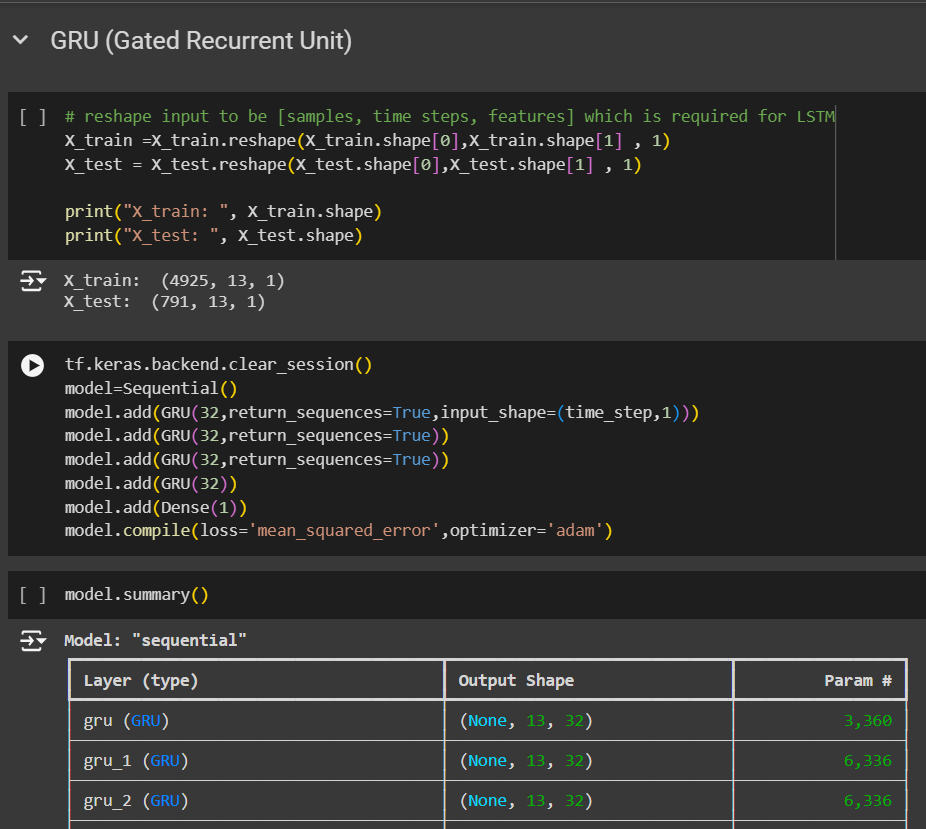 GRU (Gated Recurrent Unit)
[ ] # reshape input to be [samples, time steps, features] which is required for LSTM
X_train =X_train.reshape(X_train.shape[0],X_train.shape[1] , 1)
X_test = X_test.reshape(X_test.shape[0],X_test.shape[1] , 1)
print("X_train: ", X_train.shape)
print("X_test: ", X_test.shape)
X_train:  (4925, 13, 1)
X_test:  (791, 13, 1)
tf.keras.backend.clear_session()
model=Sequential()
model.add(GRU(32,return_sequences=True,input_shape=(time_step,1)))
model.add(GRU(32,return_sequences=True))
model.add(GRU(32,return_sequences=True))
model.add(GRU(32))
model.add(Dense(1))
model.compile(loss='mean_squared_error',optimizer='adam')
[ ] model.summary()
Model: "sequential"
Layer (type) Output Shape Param #
gru (GRU) (None, 13, 32) 3,360
gru_1 (GRU) (None, 13, 32) 6,336
gru_2 (GRU) (None, 13, 32) 6,336